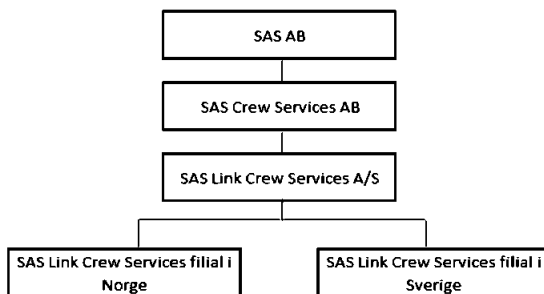 SAS AB
SAS Crew Services AB
SAS Link Crew Services A/S
SAS Link Crew Services filial i
Norge
SAS Link Crew Services filial i
Sverige